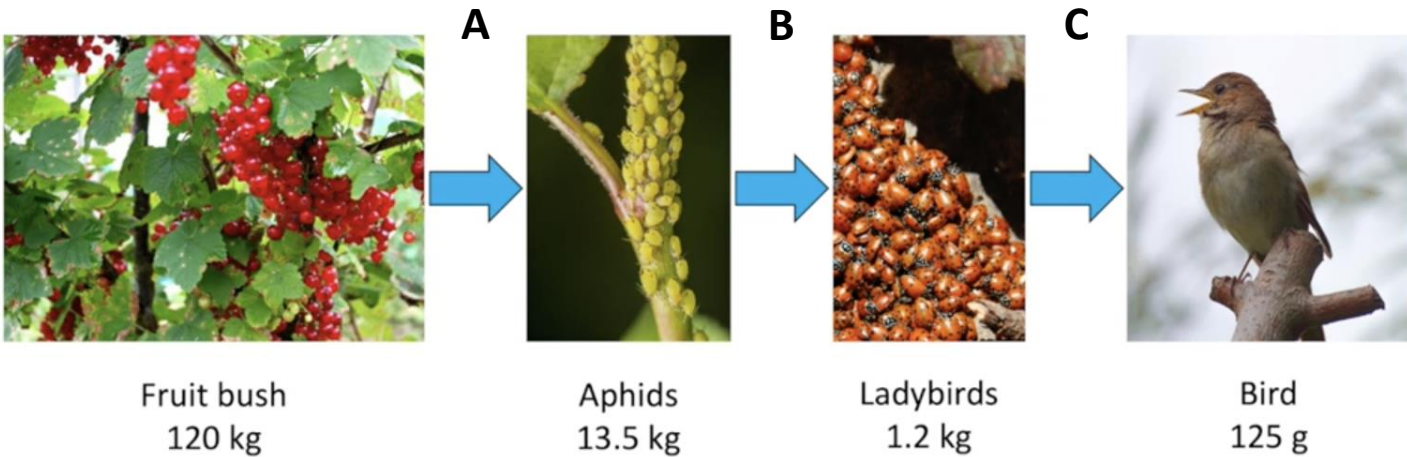 A
B
C
Fruit bush
120 kg
Aphids
13.5 kg
Ladybirds
1.2 kg
Bird
125 g